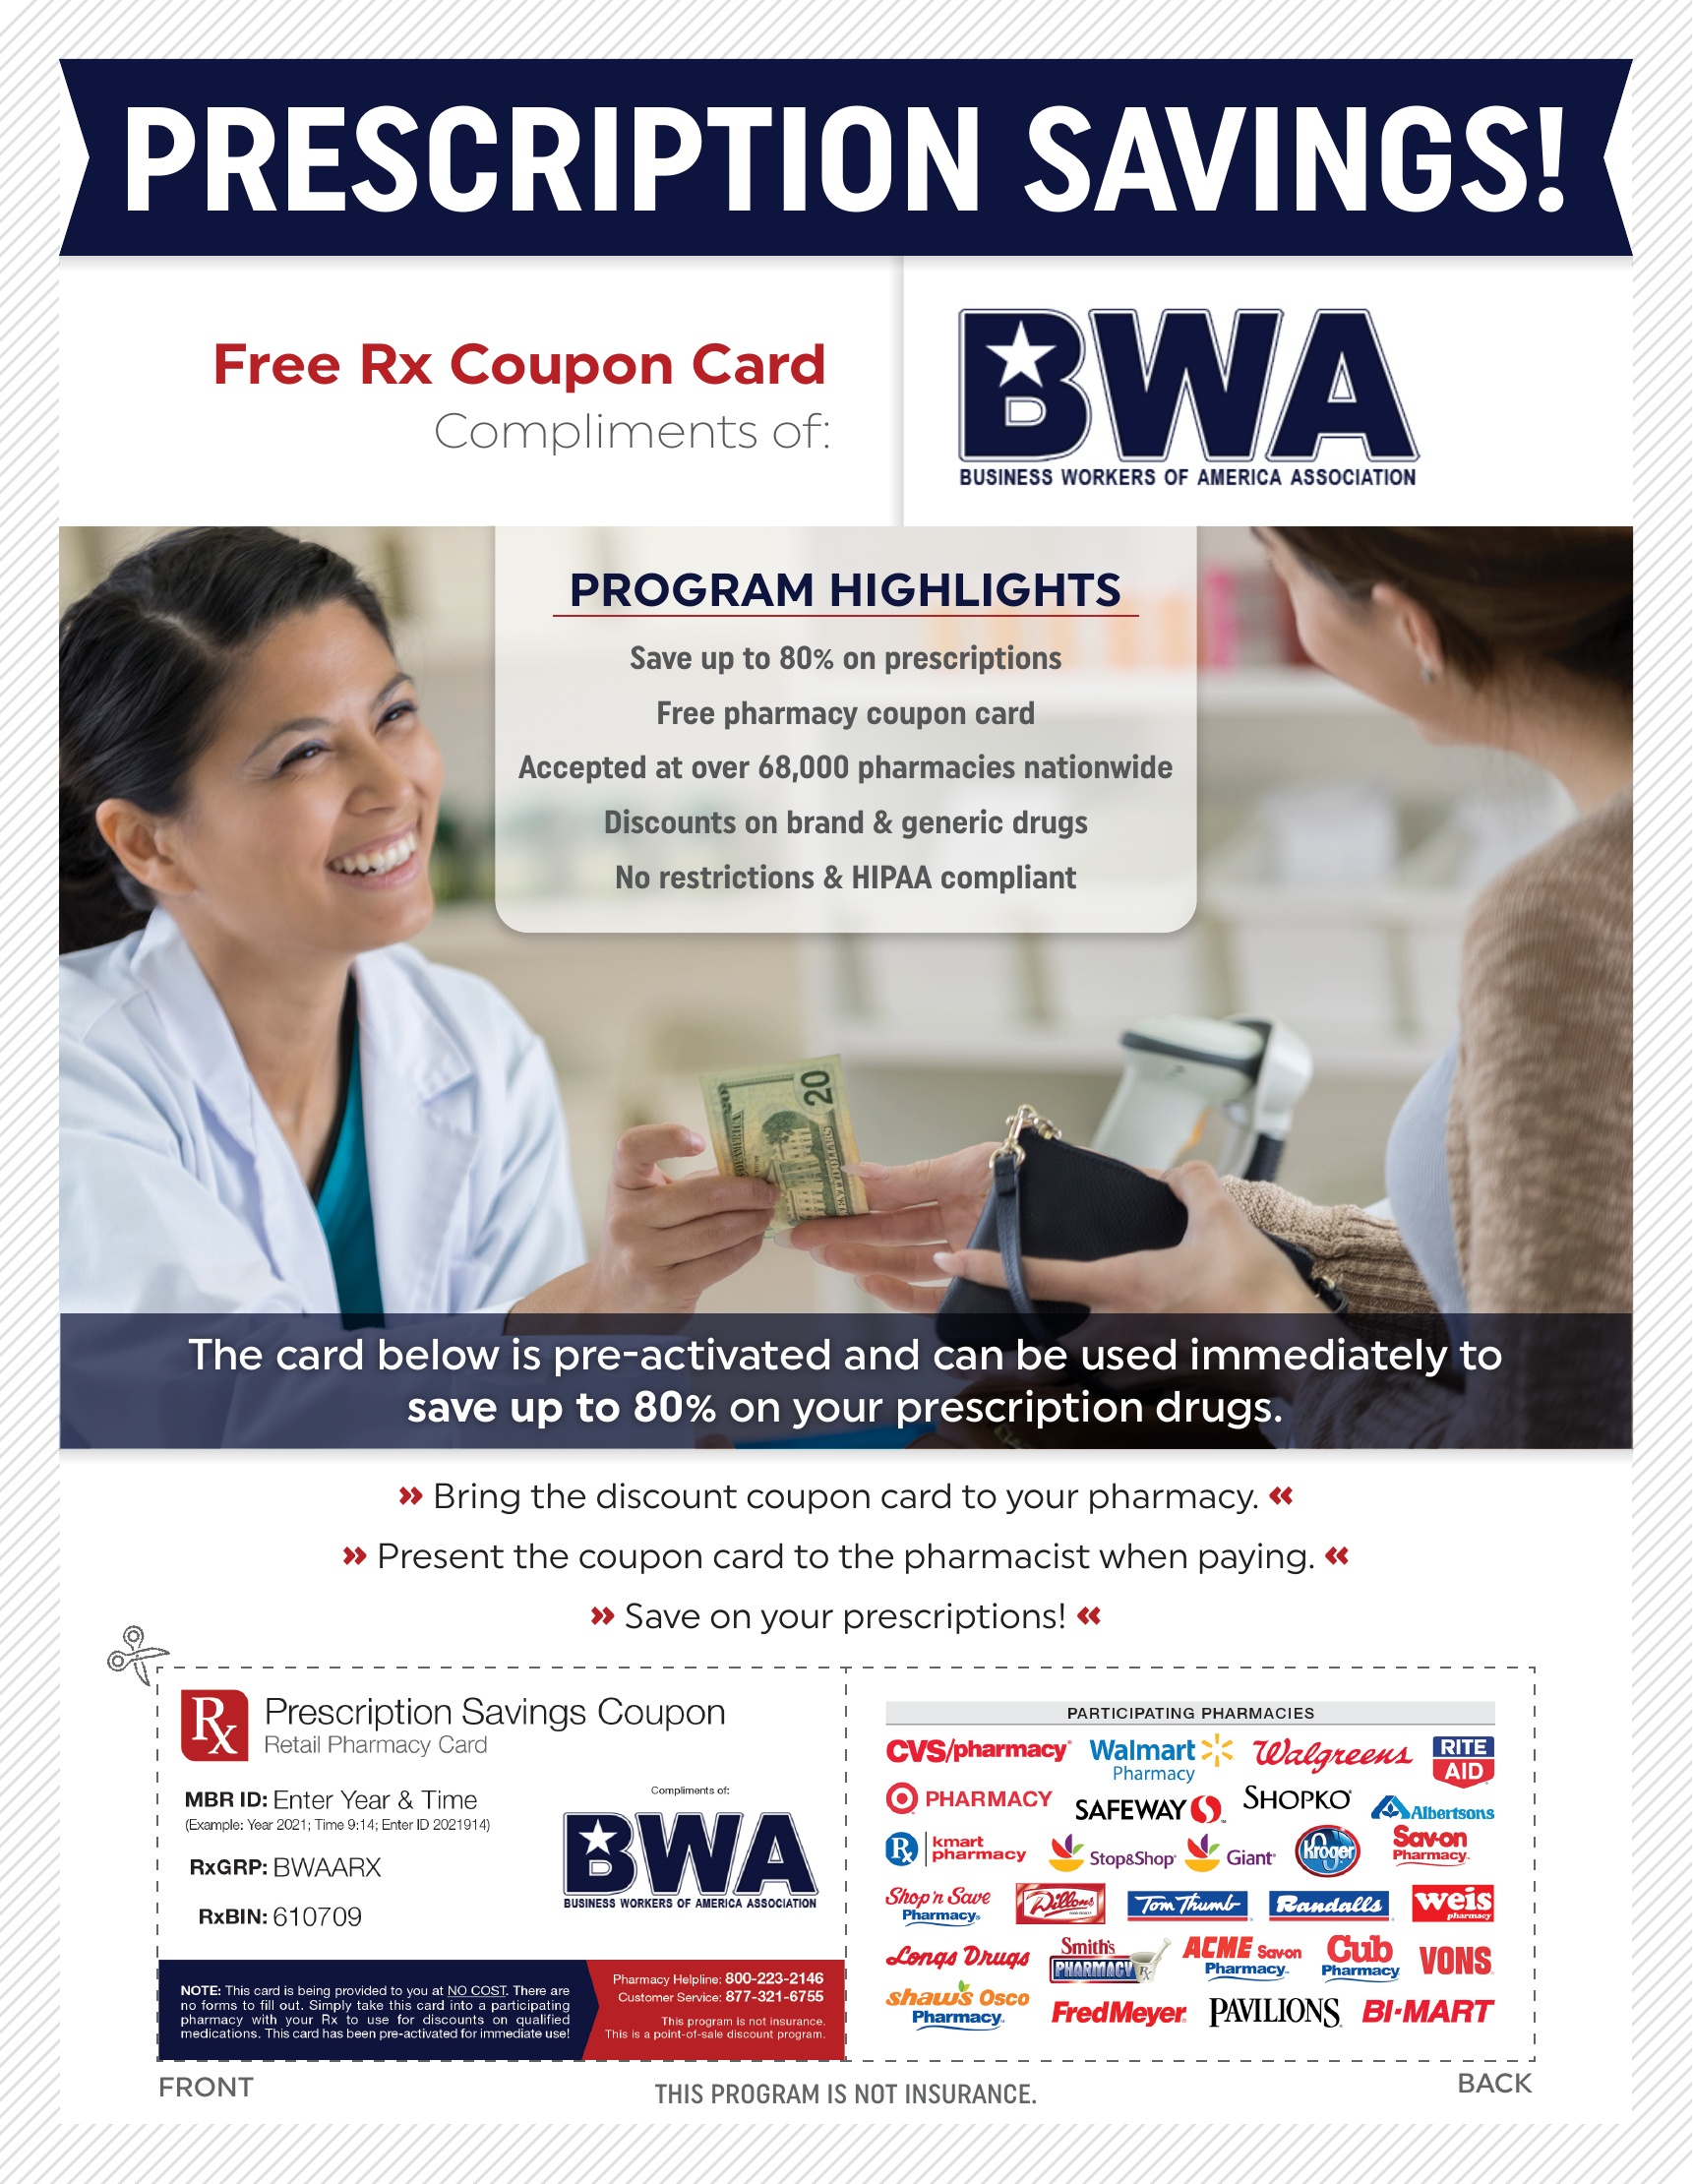 PRESCRIPTION SAVINGS!
Free Rx Coupon Card
Compliments of:
BWA
BUSINESS WORKERS OF AMERICA ASSOCIATION
PROGRAM HIGHLIGHTS
Save up to 80% on prescriptions
Free pharmacy coupon card
Accepted at over 68,000 pharmacies nationwide
Discounts on brand & generic drugs
No restrictions & HIPAA compliant
20
The card below is pre-activated and can be used immediately to
save up to 80% on your prescription drugs.
» Bring the discount coupon card to your pharmacy. «
» Present the coupon card to the pharmacist when paying. «
» Save on your prescriptions! «
Rx
Prescription Savings Coupon
Retail Pharmacy Card
MBR ID: Enter Year & Time
(Example: Year 2021; Time 9:14; Enter ID 2021914)
RxGRP: BWAARX
RxBIN: 610709
Compliments of:
BWA
BUSINESS WORKERS OF AMERICA ASSOCIATION
NOTE: This card is being provided to you at NO COST. There are
no forms to fill out. Simply take this card into a participating
pharmacy with your Rx to use for discounts on qualified
medications. This card has been pre-activated for immediate use!
Pharmacy Helpline: 800-223-2146
Customer Service: 877-321-6755
This program is not insurance.
This is a point-of-sale discount program.
PARTICIPATING PHARMACIES
CVS/pharmacy Walmart Pharmacy Walgreens RITE AID
PHARMACY SAFEWAY SHOPKO Albertsons
Rx kmart pharmacy Stop&Shop Giant Kroger Sav-on Pharmacy
Shop'n Save Pharmacy Dillons Tom Thumb Randalls weis pharmacy
Longs Drugs Smith's PHARMACY Rx ACME Sav-on Pharmacy Cub Pharmacy VONS
shaw's Osco Pharmacy Fred Meyer PAVILIONS BI-MART
FRONT
THIS PROGRAM IS NOT INSURANCE.
BACK